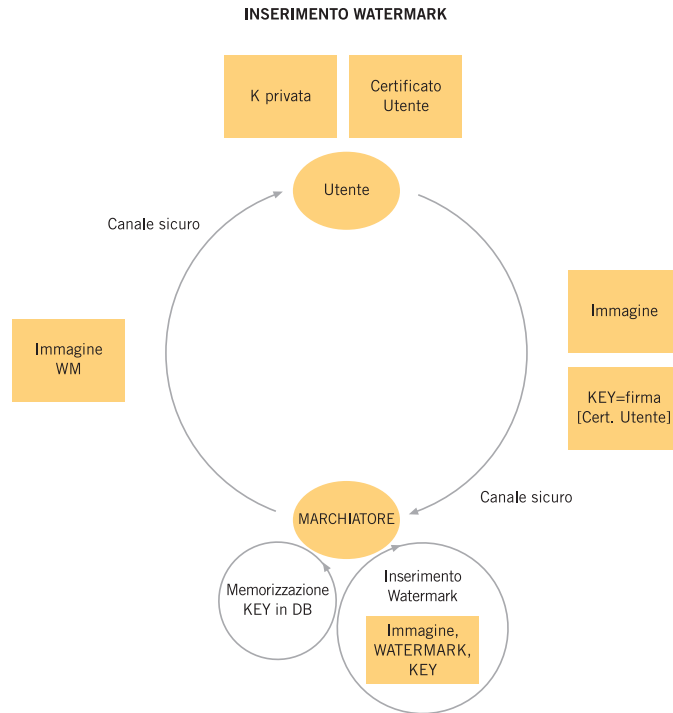 INSERIMENTO WATERMARK
K privata
Certificato
Utente
Utente
Canale sicuro
Immagine
Immagine
WM
KEY=firma
[Cert. Utente]
Canale sicuro
MARCHIATORE
Memorizzazione
KEY in DB
Inserimento
Watermark
Immagine,
WATERMARK,
KEY